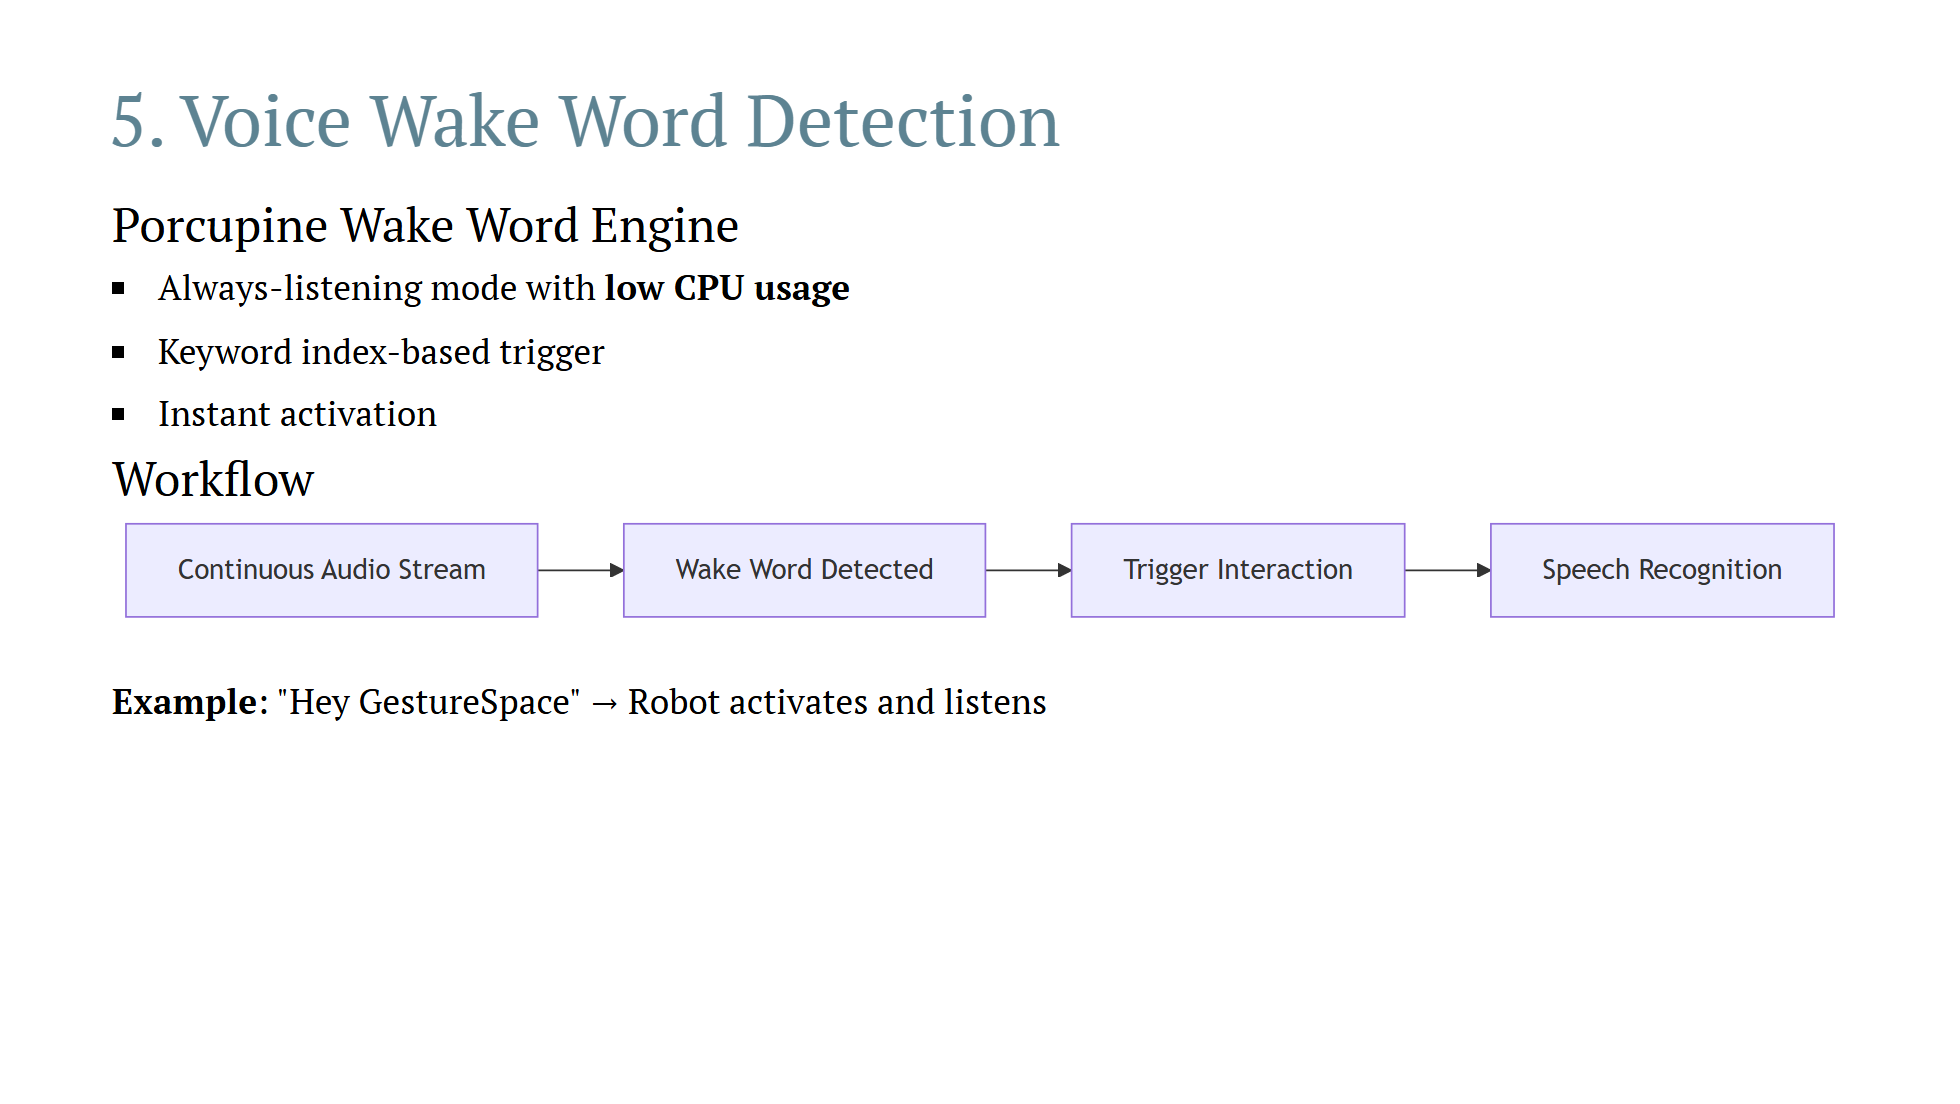 5. Voice Wake Word Detection
Porcupine Wake Word Engine
▪ Always-listening mode with low CPU usage
▪ Keyword index-based trigger
▪ Instant activation
Workflow
Continuous Audio Stream
Wake Word Detected
Trigger Interaction
Speech Recognition
Example: "Hey GestureSpace" → Robot activates and listens